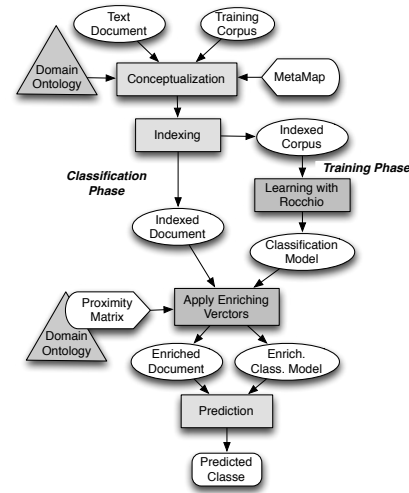 Text
Document
Training
Corpus
Domain
Ontology
Conceptualization
MetaMap
Indexing
Indexed
Corpus
Classification
Phase
Training Phase
Learning with
Rocchio
Indexed
Document
Classification
Model
Proximity
Matrix
Domain
Ontology
Apply Enriching
Verctors
Enriched
Document
Enrich.
Class. Model
Prediction
Predicted
Classe